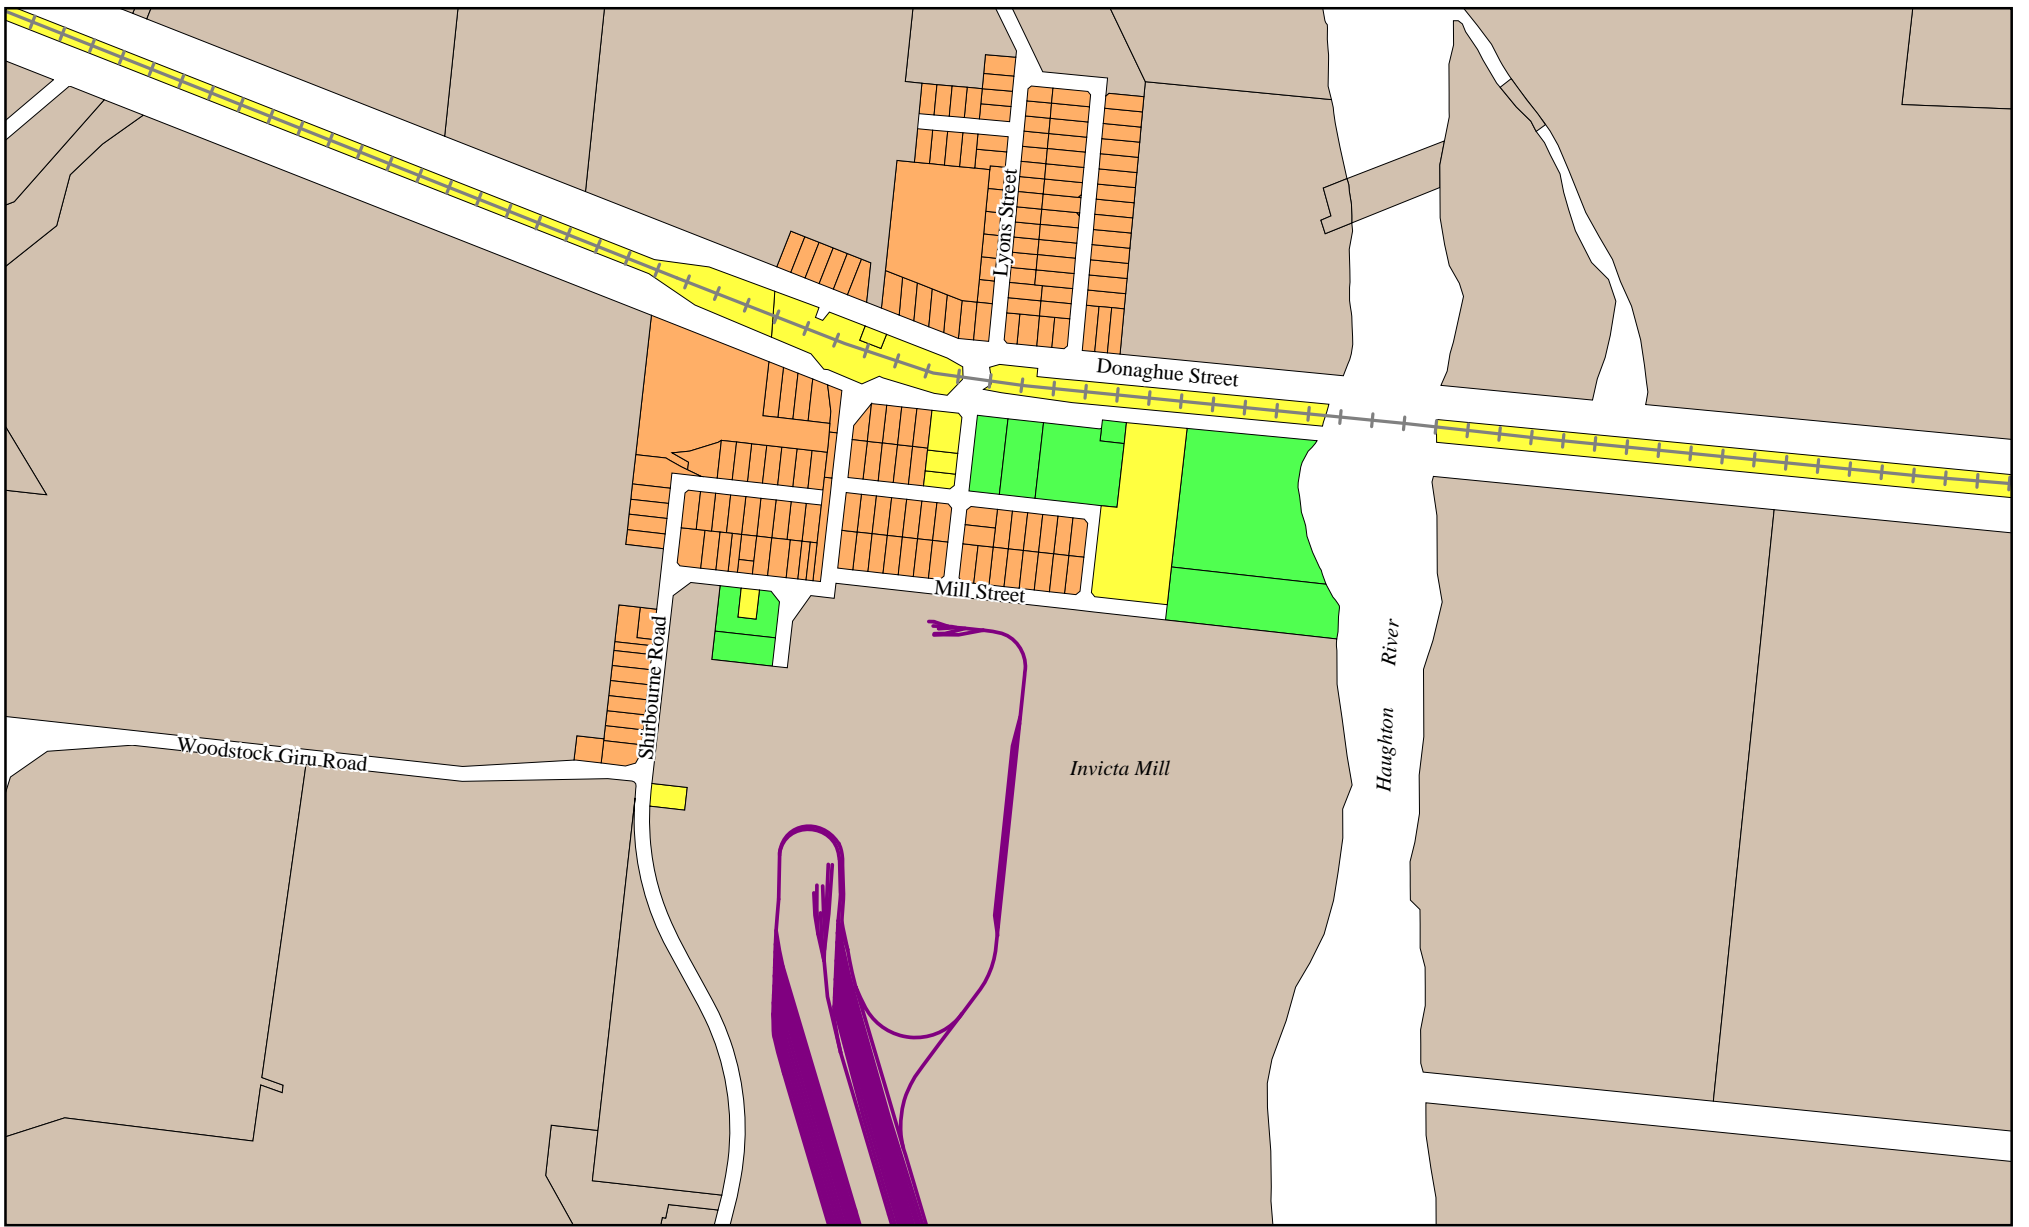 Lyons Street
Donaghue Street
Mill Street
Shirbourne Road
Haughton River
Woodstock Giru Road
Invicta Mill